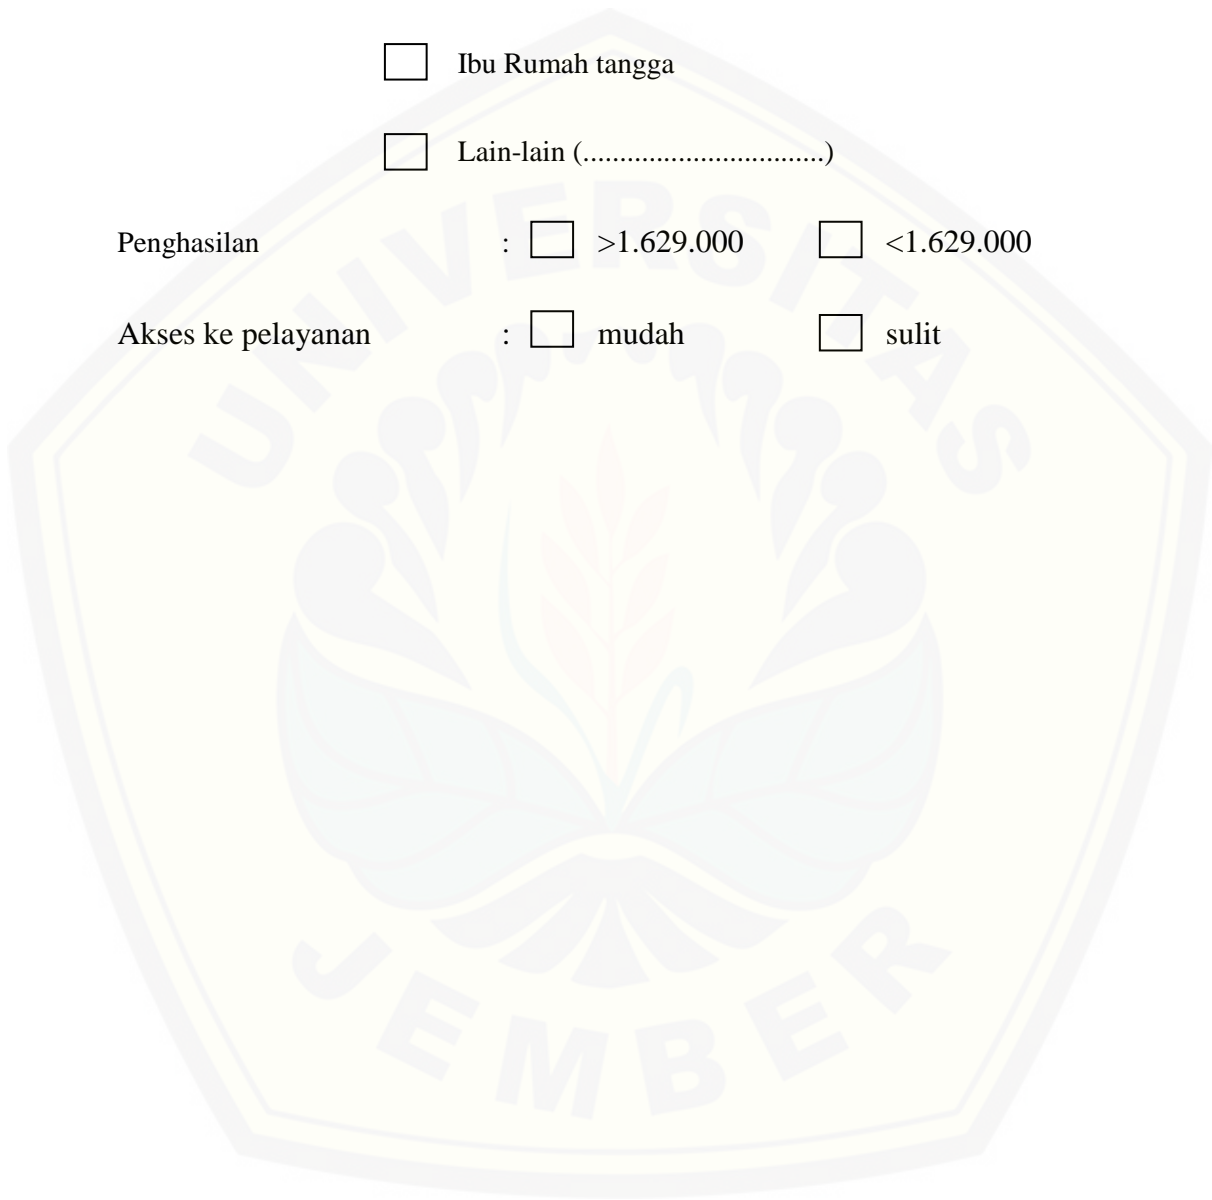 ☐ Ibu Rumah tangga
☐ Lain-lain (................................)
Penghasilan : ☐ >1.629.000 ☐ <1.629.000
Akses ke pelayanan : ☐ mudah ☐ sulit
UNIVERSITAS
JEMBER